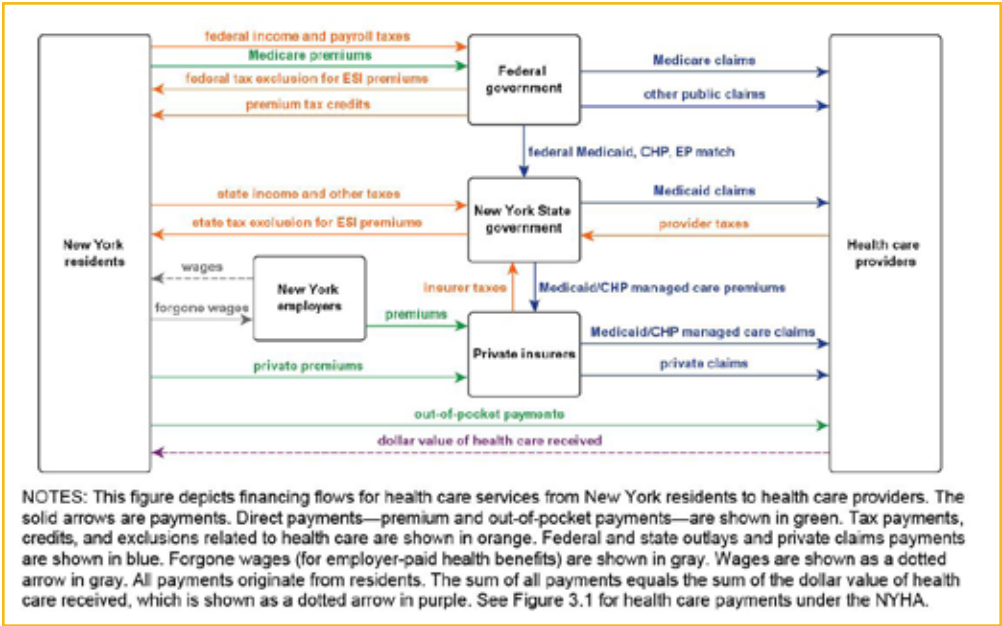 federal income and payroll taxes
Medicare premiums
federal tax exclusion for ESI premiums
premium tax credits
Federal
government
Medicare claims
other public claims
federal Medicaid, CHP, EP match
state income and other taxes
state tax exclusion for ESI premiums
New York State
government
Medicaid claims
provider taxes
New York
residents
Health care
providers
wages
forgone wages
New York
employers
insurer taxes
Medicaid/CHP managed care premiums
premiums
Private insurers
Medicaid/CHP managed care claims
private claims
private premiums
out-of-pocket payments
dollar value of health care received
NOTES: This figure depicts financing flows for health care services from New York residents to health care providers. The
solid arrows are payments. Direct payments—premium and out-of-pocket payments—are shown in green. Tax payments,
credits, and exclusions related to health care are shown in orange. Federal and state outlays and private claims payments
are shown in blue. Forgone wages (for employer-paid health benefits) are shown in gray. Wages are shown as a dotted
arrow in gray. All payments originate from residents. The sum of all payments equals the sum of the dollar value of health
care received, which is shown as a dotted arrow in purple. See Figure 3.1 for health care payments under the NYHA.